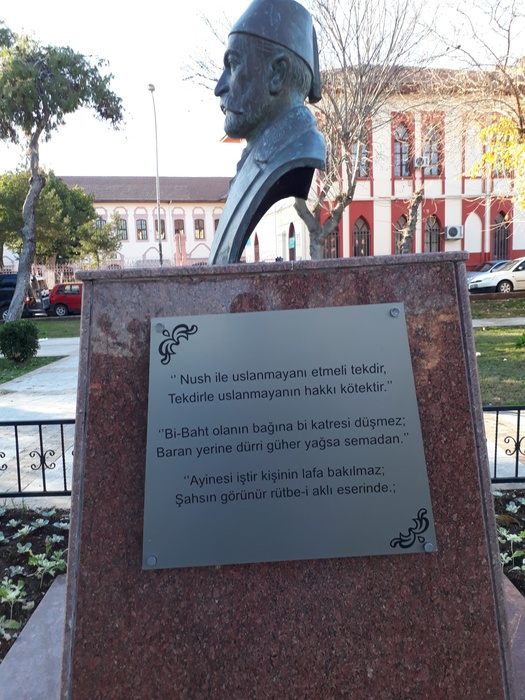 ‘’ Nush ile uslanmayanı etmeli tekdir,
Tekdirle uslanmayanın hakkı kötektir.’’
‘’Bi-Baht olanın bağına bi katresi düşmez;
Baran yerine dürri güher yağsa semadan.’’
‘’Ayinesi iştir kişinin lafa bakılmaz;
Şahsın görünür rütbe-i aklı eserinde.;